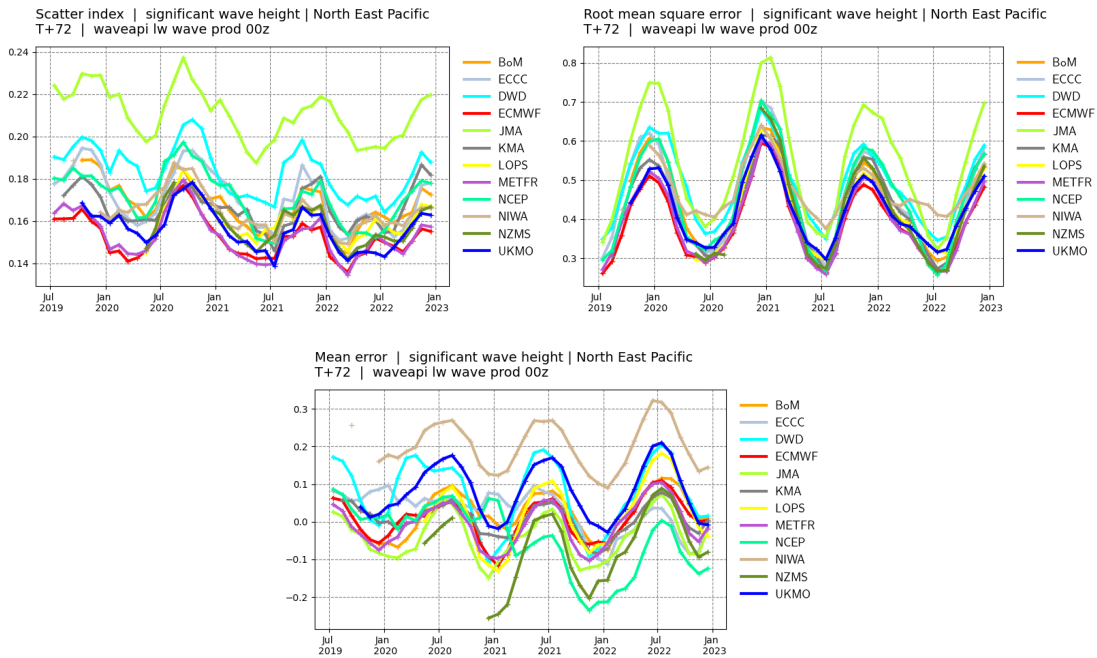 Scatter index | significant wave height | North East Pacific
T+72 | waveapi lw wave prod 00z
0.24
0.22
0.20
0.18
0.16
0.14
Jul Jan Jul Jan Jul Jan Jul Jan
2019 2020 2020 2021 2021 2022 2022 2023
BoM
ECCC
DWD
ECMWF
JMA
KMA
LOPS
METFR
NCEP
NIWA
NZMS
UKMO
Root mean square error | significant wave height | North East Pacific
T+72 | waveapi lw wave prod 00z
0.8
0.7
0.6
0.5
0.4
0.3
Jul Jan Jul Jan Jul Jan Jul Jan
2019 2020 2020 2021 2021 2022 2022 2023
BoM
ECCC
DWD
ECMWF
JMA
KMA
LOPS
METFR
NCEP
NIWA
NZMS
UKMO
Mean error | significant wave height | North East Pacific
T+72 | waveapi lw wave prod 00z
0.3
0.2
0.1
0.0
−0.1
−0.2
Jul Jan Jul Jan Jul Jan Jul Jan
2019 2020 2020 2021 2021 2022 2022 2023
BoM
ECCC
DWD
ECMWF
JMA
KMA
LOPS
METFR
NCEP
NIWA
NZMS
UKMO